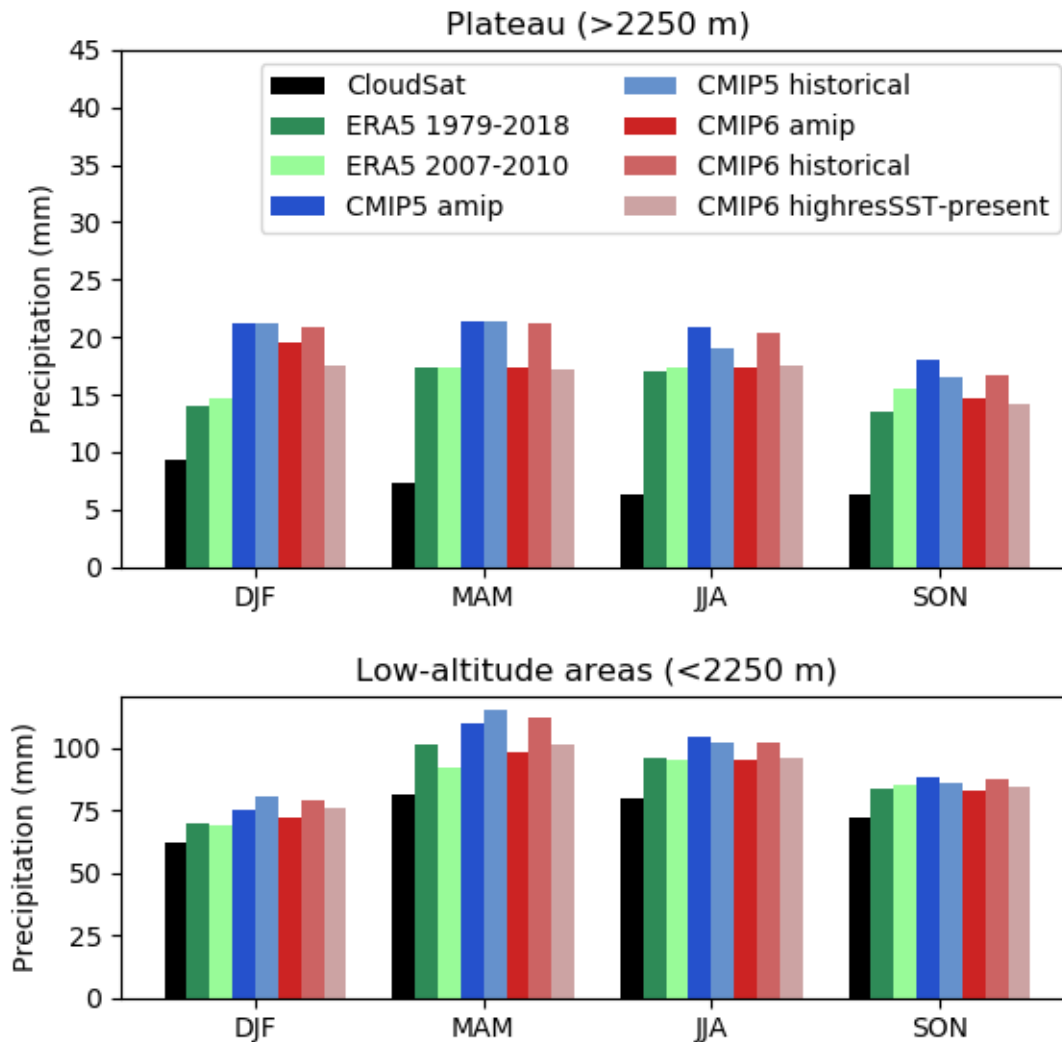 Plateau (>2250 m)
Precipitation (mm)
45
40
35
30
25
20
15
10
5
0
CloudSat
ERA5 1979-2018
ERA5 2007-2010
CMIP5 amip
CMIP5 historical
CMIP6 amip
CMIP6 historical
CMIP6 highresSST-present
DJF MAM JJA SON
Low-altitude areas (<2250 m)
Precipitation (mm)
100
75
50
25
0
DJF MAM JJA SON